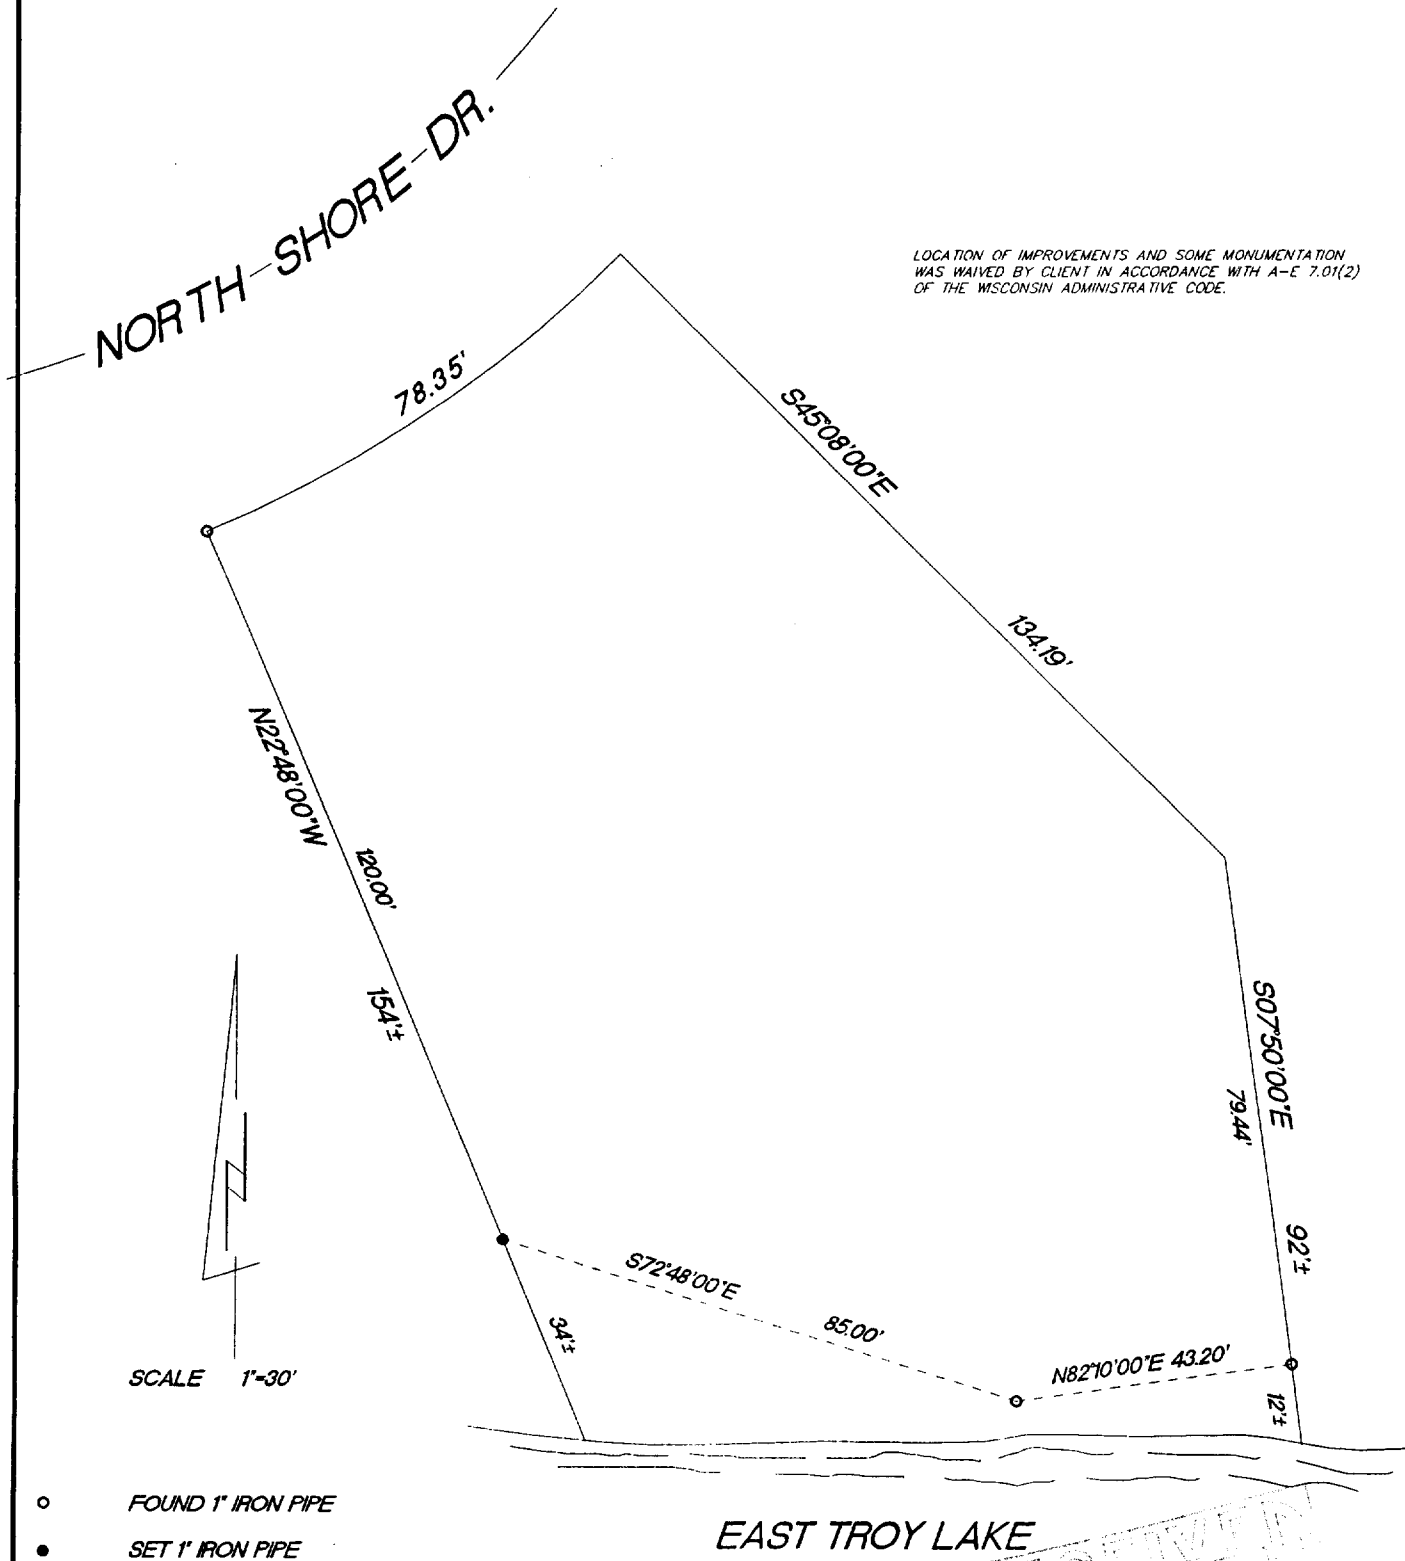 NORTH SHORE DR.
LOCATION OF IMPROVEMENTS AND SOME MONUMENTATION
WAS WAIVED BY CLIENT IN ACCORDANCE WITH A-E 7.01(2)
OF THE WISCONSIN ADMINISTRATIVE CODE.
78.35'
S45°08'00"E
134.19'
N22°48'00"W
120.00'
154'±
S07°50'00"E
79.44'
92'±
S72°48'00"E
85.00'
N82°10'00"E 43.20'
34'±
12'±
SCALE 1"=30'
FOUND 1" IRON PIPE
SET 1" IRON PIPE
EAST TROY LAKE